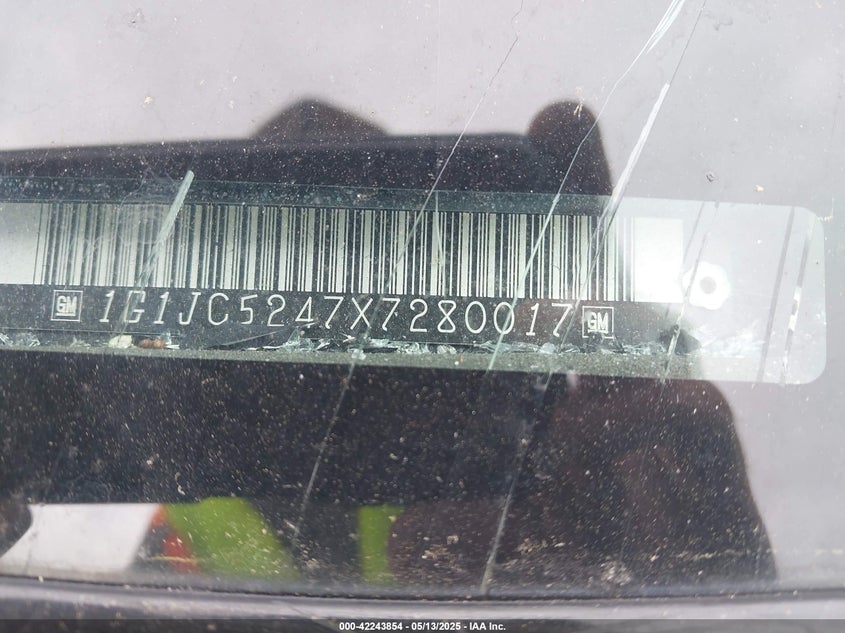 GM 1G1JC5247X7280017 GM
000-42243854 - 05/13/2025 - IAA Inc.